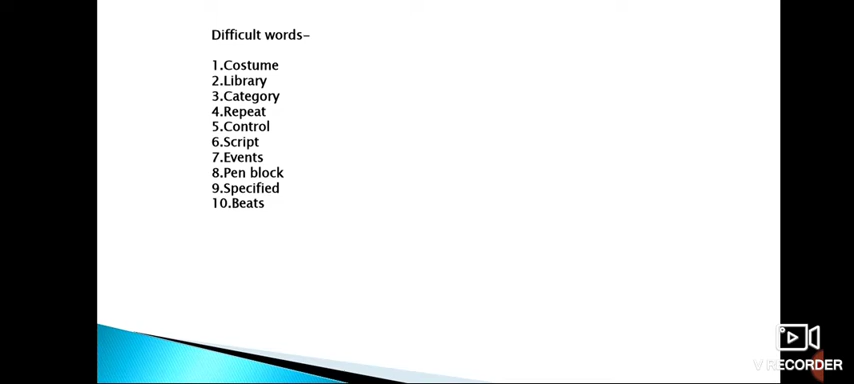 Difficult words-
1.Costume
2.Library
3.Category
4.Repeat
5.Control
6.Script
7.Events
8.Pen block
9.Specified
10.Beats
V RECORDER